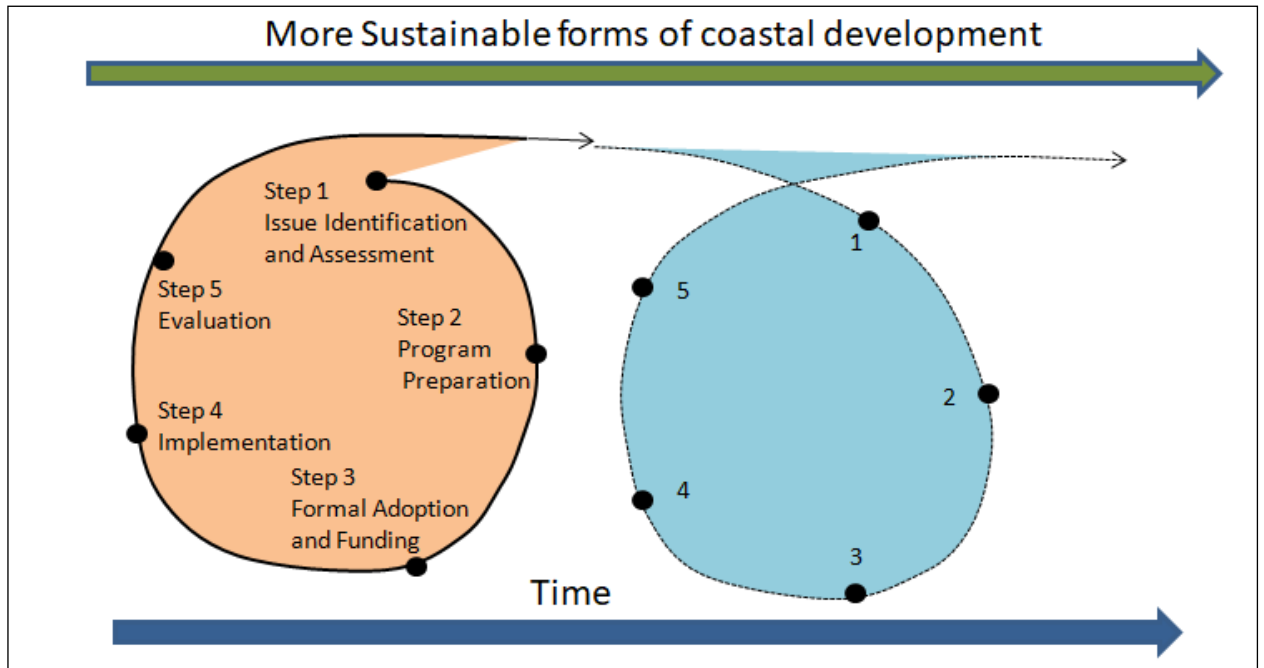 More Sustainable forms of coastal development
Step 1
Issue Identification
and Assessment
Step 2
Program
Preparation
Step 3
Formal Adoption
and Funding
Step 4
Implementation
Step 5
Evaluation
1
2
3
4
5
Time